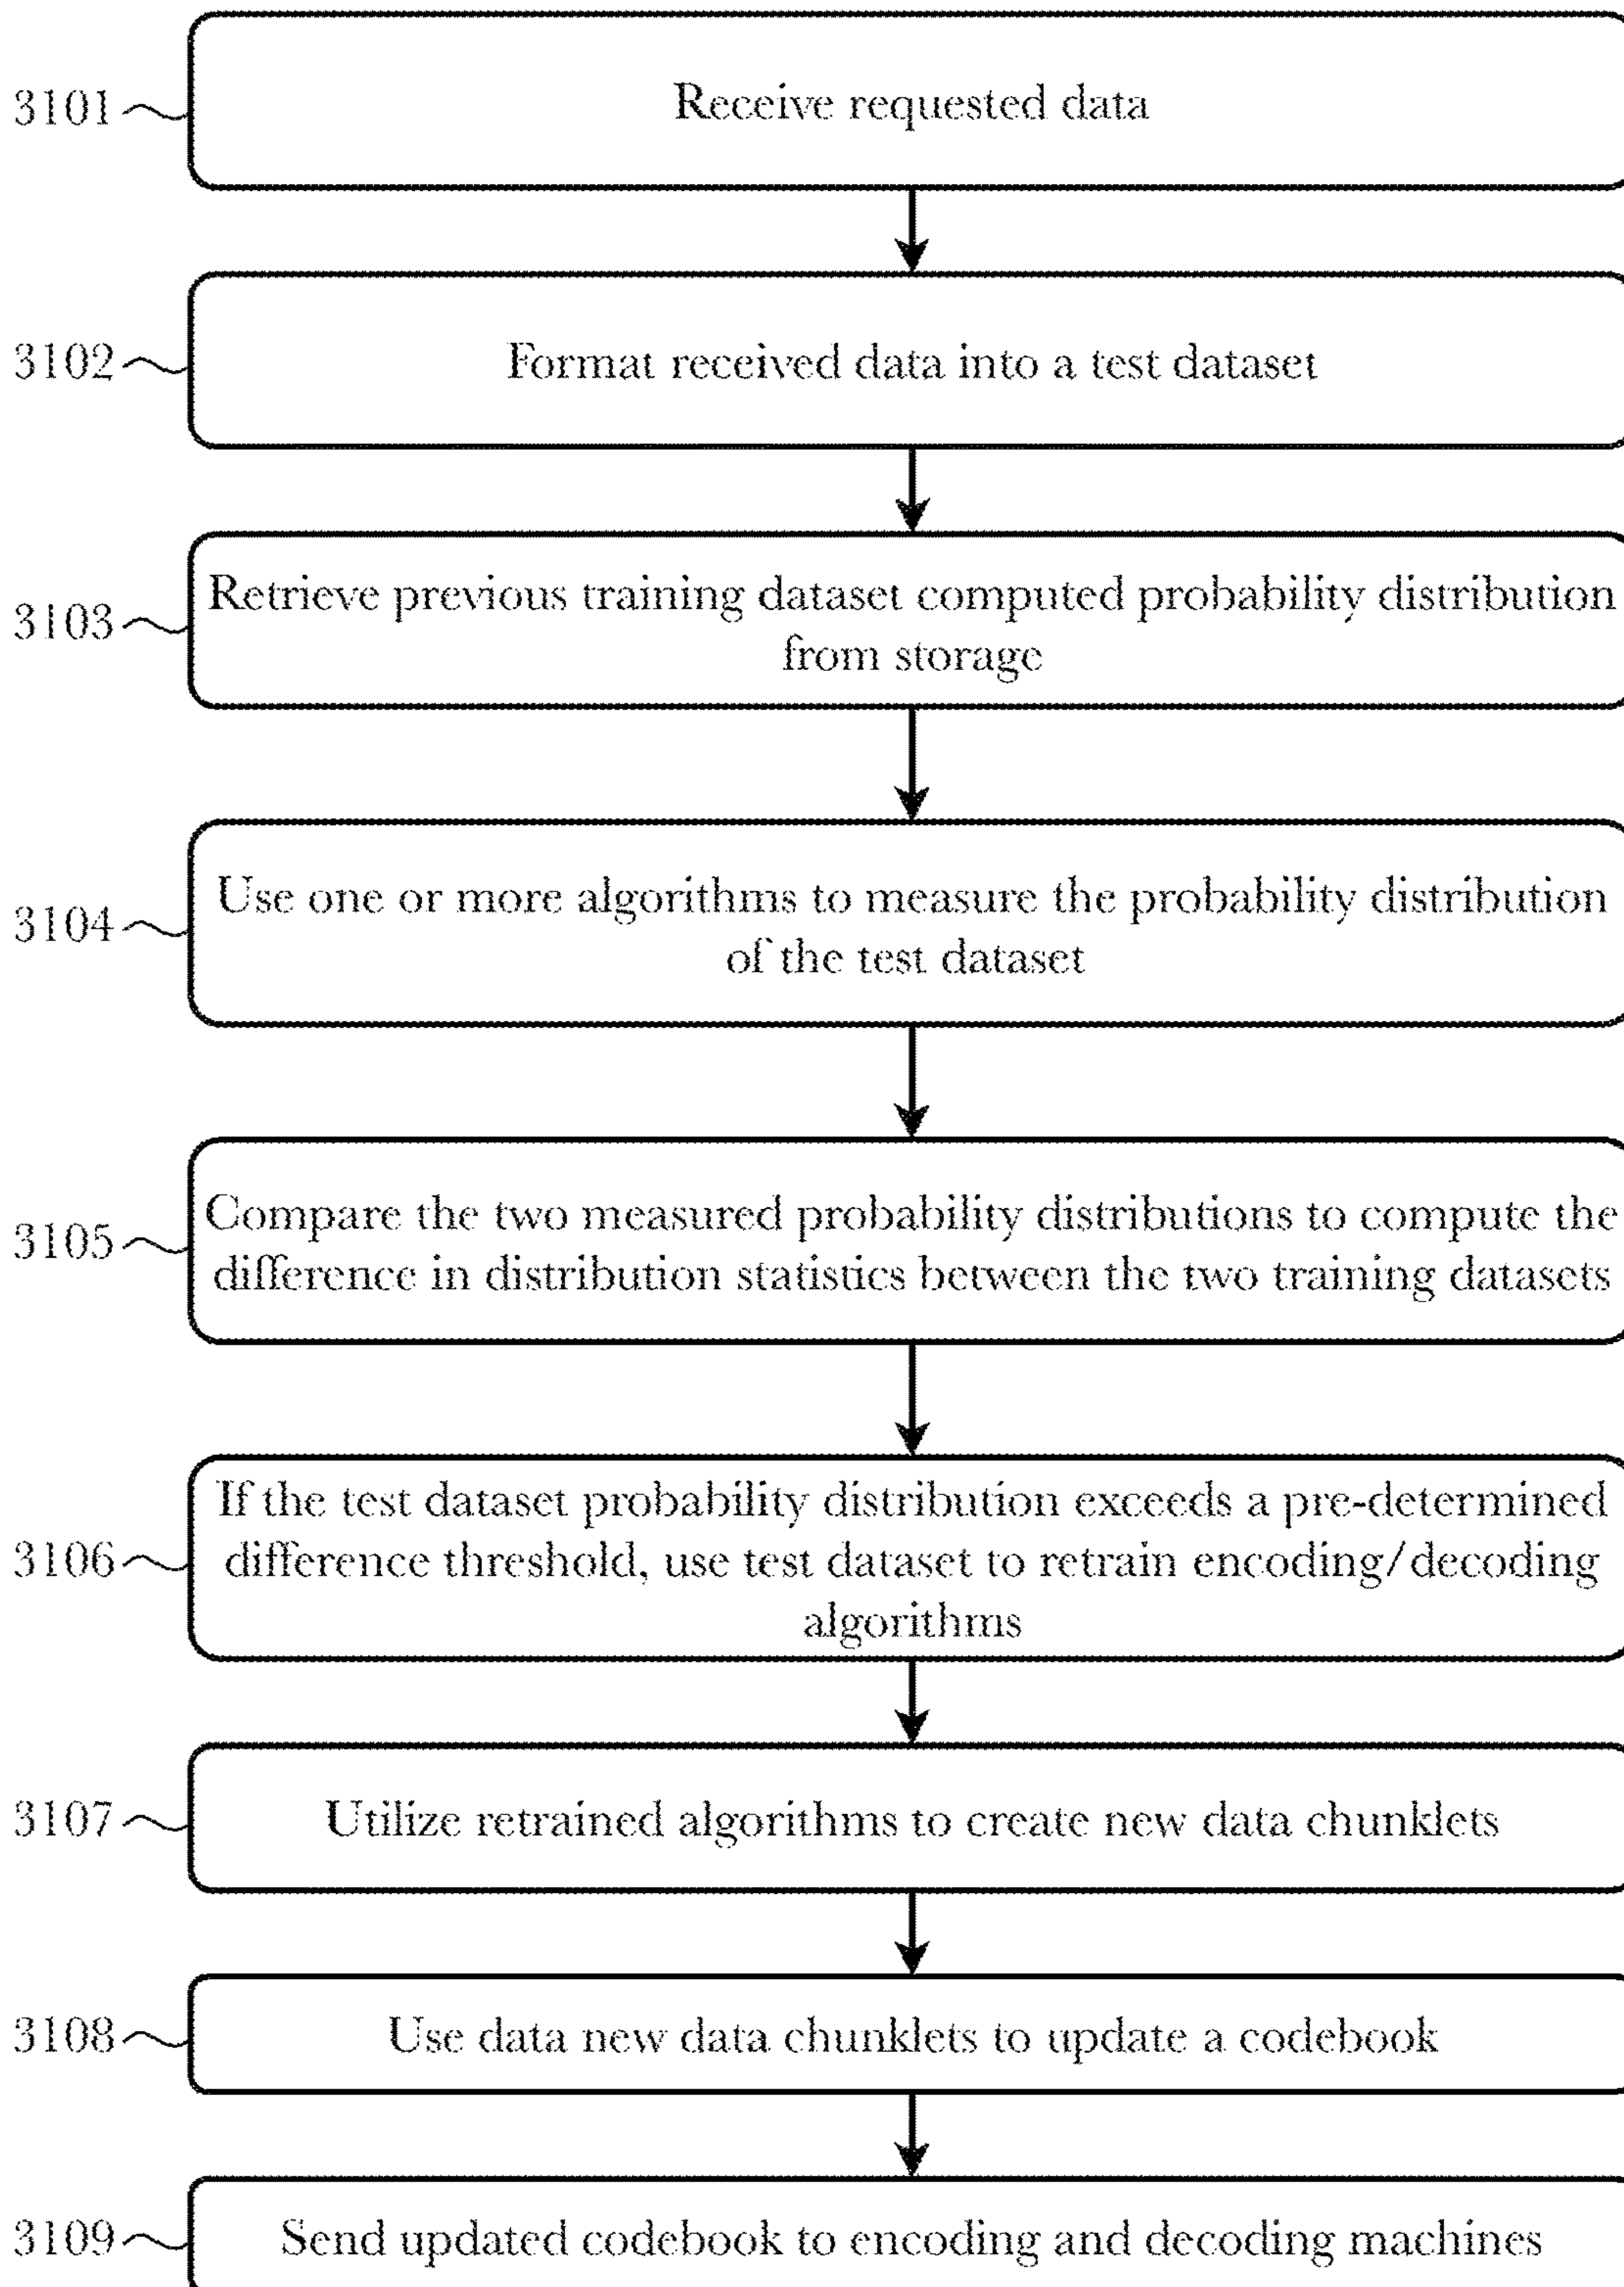 3101
Receive requested data
3102
Format received data into a test dataset
3103
Retrieve previous training dataset computed probability distribution
from storage
3104
Use one or more algorithms to measure the probability distribution
of the test dataset
3105
Compare the two measured probability distributions to compute the
difference in distribution statistics between the two training datasets
3106
If the test dataset probability distribution exceeds a pre-determined
difference threshold, use test dataset to retrain encoding/decoding
algorithms
3107
Utilize retrained algorithms to create new data chunklets
3108
Use data new data chunklets to update a codebook
3109
Send updated codebook to encoding and decoding machines